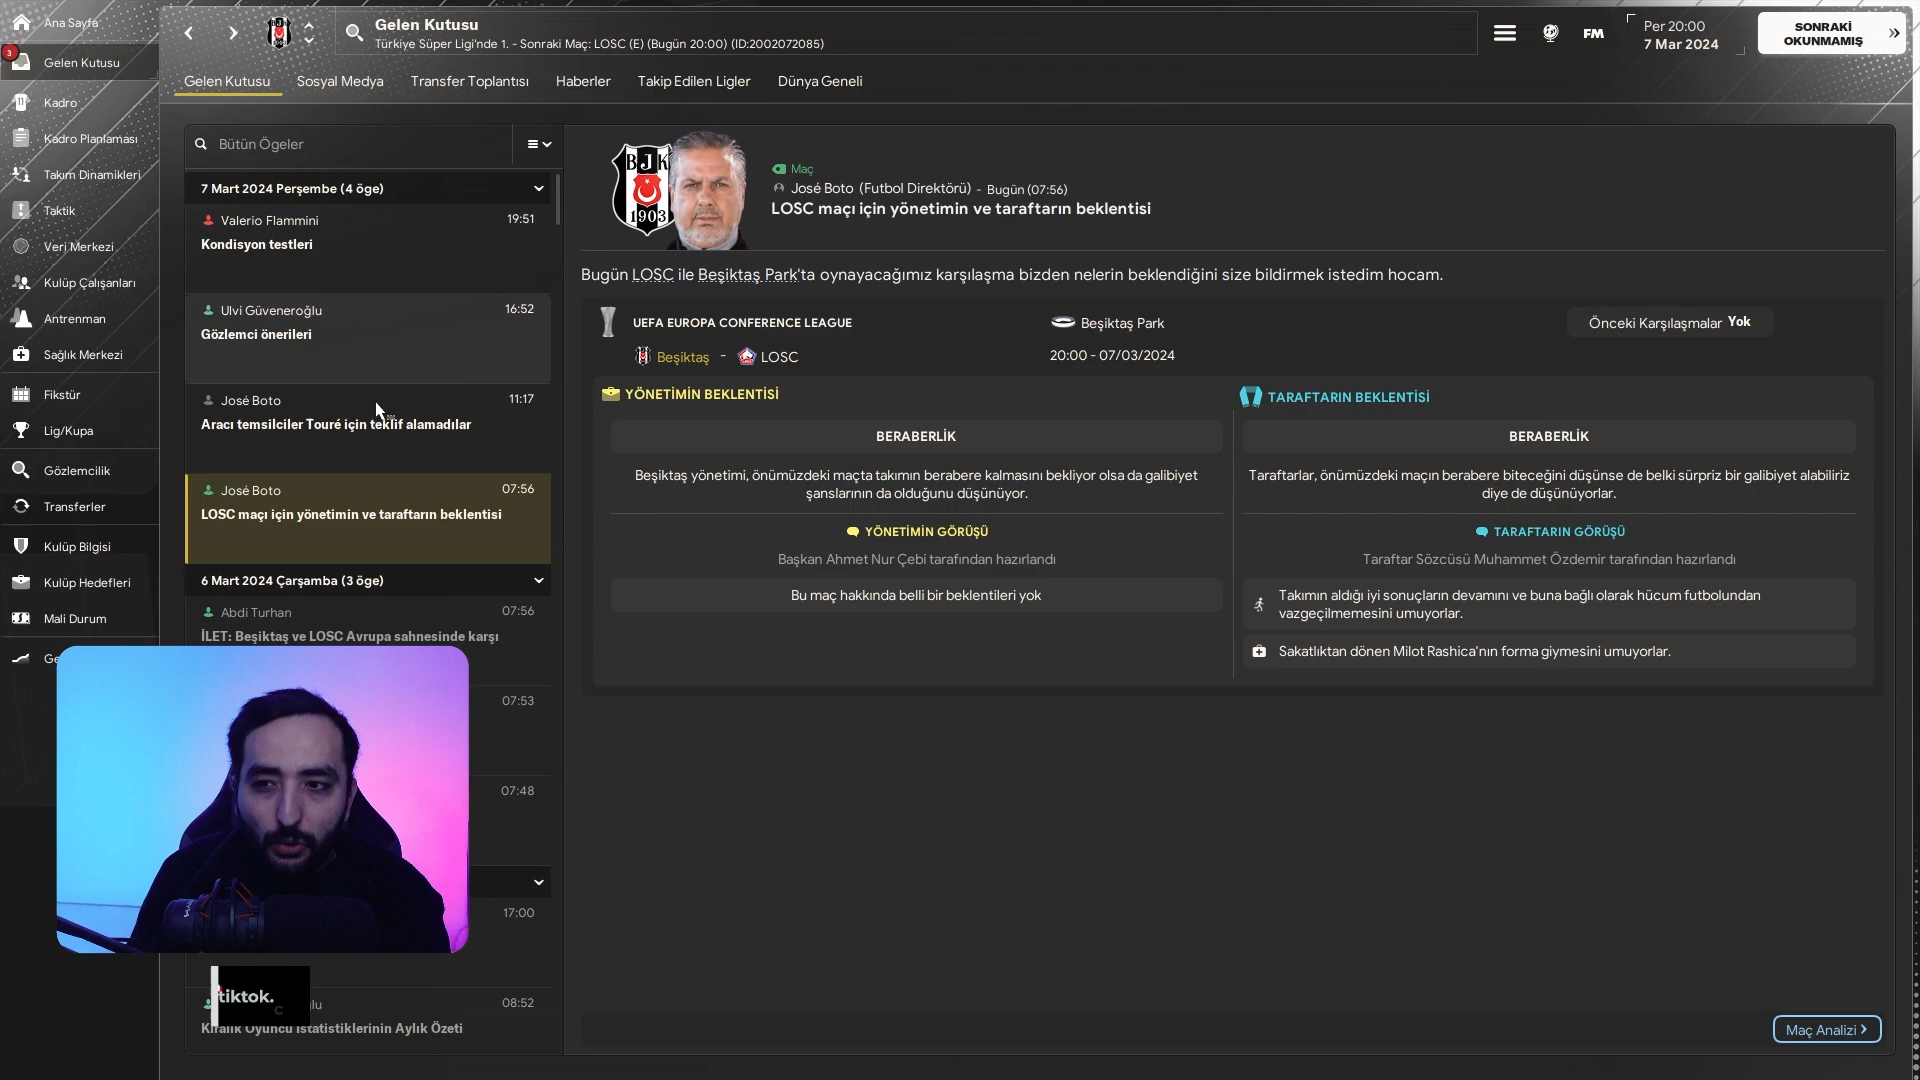 Ana Sayfa
3
Gelen Kutusu
Kadro
Kadro Planlaması
Takım Dinamikleri
Taktik
Veri Merkezi
Kulüp Çalışanları
Antrenman
Sağlık Merkezi
Fikstür
Lig/Kupa
Gözlemcilik
Transferler
Kulüp Bilgisi
Kulüp Hedefleri
Mali Durum
Ge
Gelen Kutusu
Türkiye Süper Ligi'nde 1. - Sonraki Maç: LOSC (E) (Bugün 20:00) (ID:2002072085)
FM
Per 20:00
7 Mar 2024
SONRAKİ
OKUNMAMIŞ
Gelen Kutusu
Sosyal Medya
Transfer Toplantısı
Haberler
Takip Edilen Ligler
Dünya Geneli
Bütün Ögeler
7 Mart 2024 Perşembe (4 öge)
Valerio Flammini 19:51
Kondisyon testleri
Ulvi Güveneroğlu 16:52
Gözlemci önerileri
José Boto 11:17
Aracı temsilciler Touré için teklif alamadılar
José Boto 07:56
LOSC maçı için yönetimin ve taraftarın beklentisi
6 Mart 2024 Çarşamba (3 öge)
Abdi Turhan 07:56
İLET: Beşiktaş ve LOSC Avrupa sahnesinde karşı
07:53
07:48
17:00
tiktok.
lu 08:52
Kiralık Oyuncu İstatistiklerinin Aylık Özeti
BJK
1903
Maç
José Boto (Futbol Direktörü) - Bugün (07:56)
LOSC maçı için yönetimin ve taraftarın beklentisi
Bugün LOSC ile Beşiktaş Park'ta oynayacağımız karşılaşma bizden nelerin beklendiğini size bildirmek istedim hocam.
UEFA EUROPA CONFERENCE LEAGUE
Beşiktaş - LOSC
Beşiktaş Park
20:00 - 07/03/2024
Önceki Karşılaşmalar Yok
YÖNETİMİN BEKLENTİSİ
BERABERLİK
Beşiktaş yönetimi, önümüzdeki maçta takımın berabere kalmasını bekliyor olsa da galibiyet
şanslarının da olduğunu düşünüyor.
YÖNETİMİN GÖRÜŞÜ
Başkan Ahmet Nur Çebi tarafından hazırlandı
Bu maç hakkında belli bir beklentileri yok
TARAFTARIN BEKLENTİSİ
BERABERLİK
Taraftarlar, önümüzdeki maçın berabere biteceğini düşünse de belki sürpriz bir galibiyet alabiliriz
diye de düşünüyorlar.
TARAFTARIN GÖRÜŞÜ
Taraftar Sözcüsü Muhammet Özdemir tarafından hazırlandı
Takımın aldığı iyi sonuçların devamını ve buna bağlı olarak hücum futbolundan
vazgeçilmemesini umuyorlar.
Sakatlıktan dönen Milot Rashica'nın forma giymesini umuyorlar.
Maç Analizi